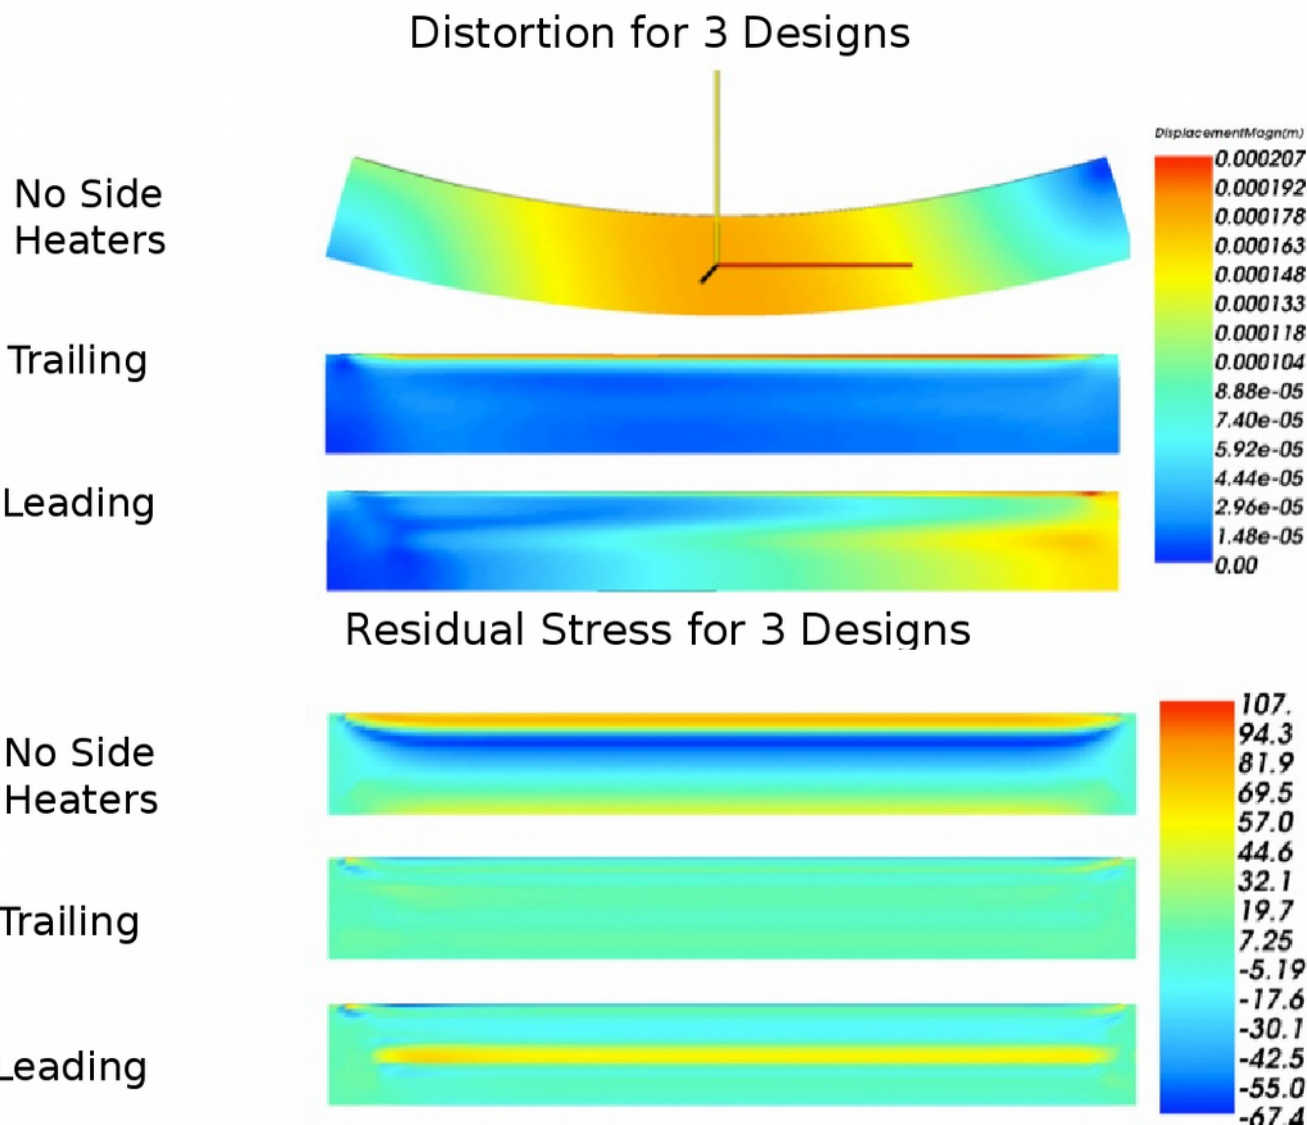 Distortion for 3 Designs
DisplacementMagn(m)
0.000207
0.000192
0.000178
0.000163
0.000148
0.000133
0.000118
0.000104
8.88e-05
7.40e-05
5.92e-05
4.44e-05
2.96e-05
1.48e-05
0.00
No Side
Heaters
Trailing
Leading
Residual Stress for 3 Designs
107.
94.3
81.9
69.5
57.0
44.6
32.1
19.7
7.25
-5.19
-17.6
-30.1
-42.5
-55.0
-67.4
No Side
Heaters
Trailing
Leading